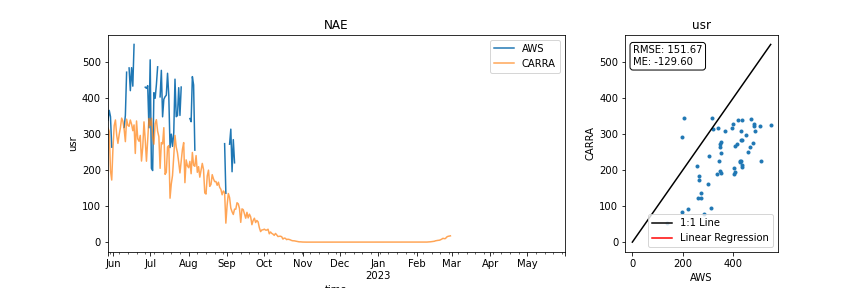 NAE
usr
AWS
CARRA
500
400
300
200
100
0
Jun Jul Aug Sep Oct Nov Dec Jan Feb Mar Apr May
2023
time
usr
RMSE: 151.67
ME: -129.60
CARRA
500
400
300
200
100
0
1:1 Line
Linear Regression
0 200 400
AWS